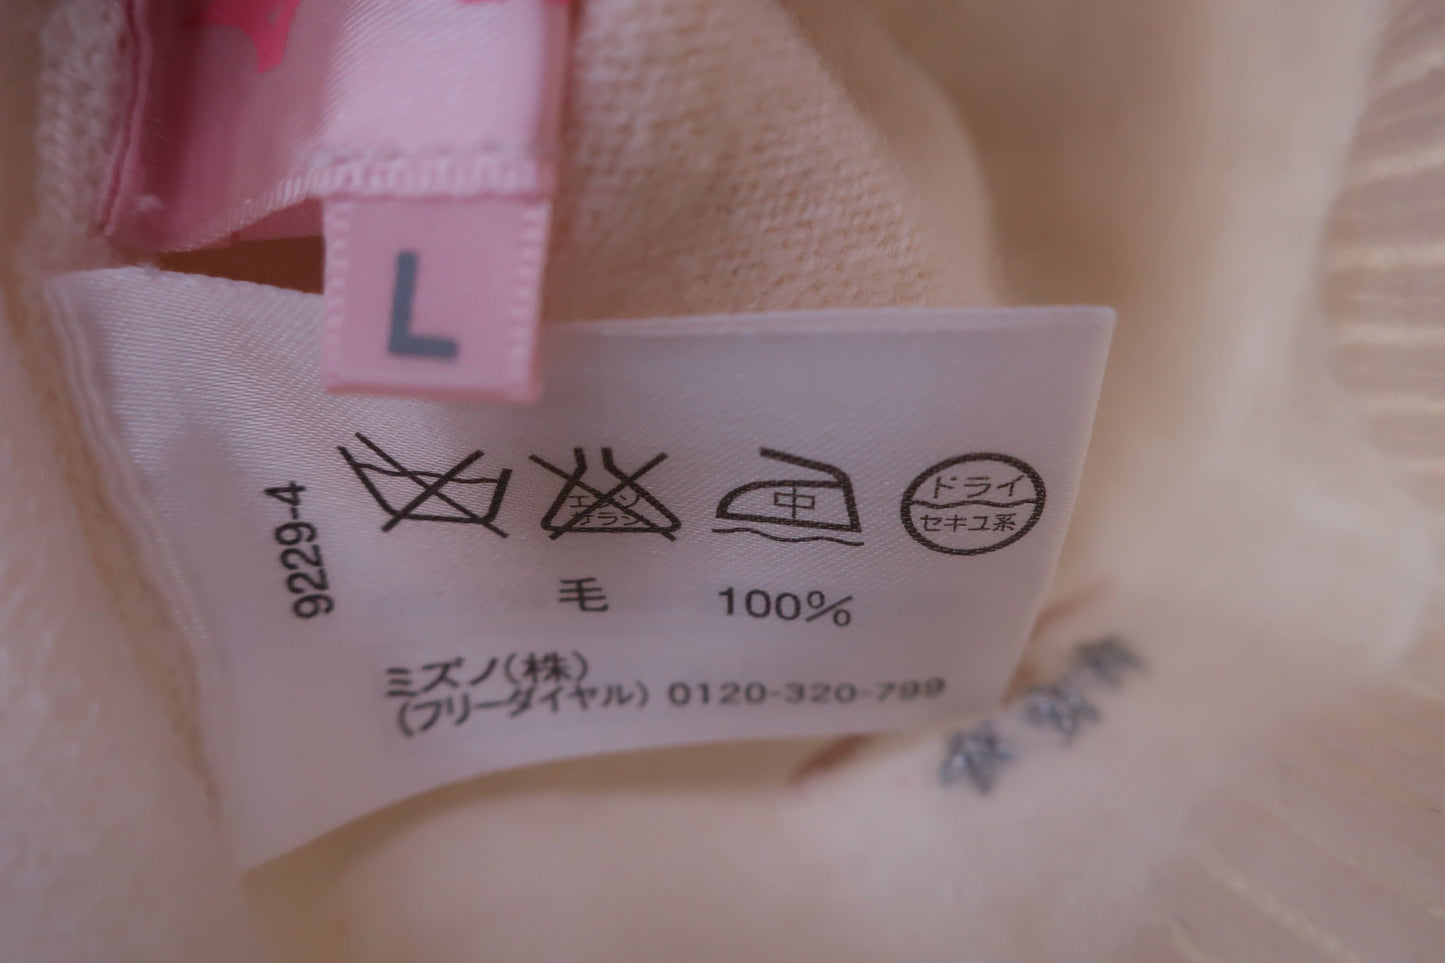 L
9229-4
エンソ
サラシ
中
ドライ
セキユ系
毛 100%
ミズノ(株)
(フリーダイヤル) 0120-320-799